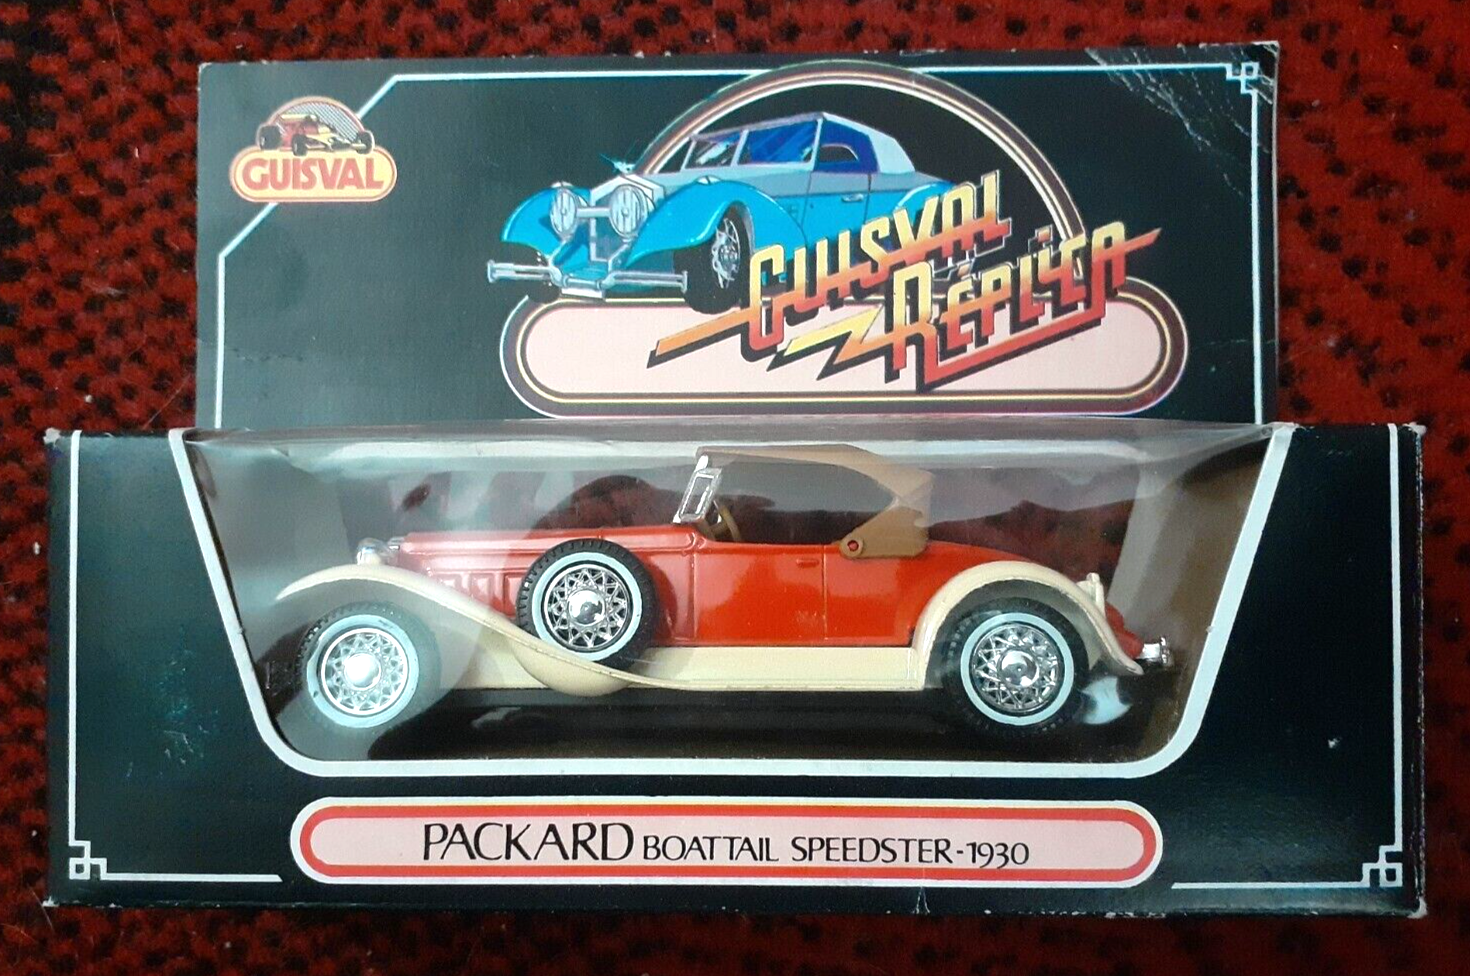 GUISVAL
GUISVAL
RÉPLICA
PACKARD BOATTAIL SPEEDSTER-1930